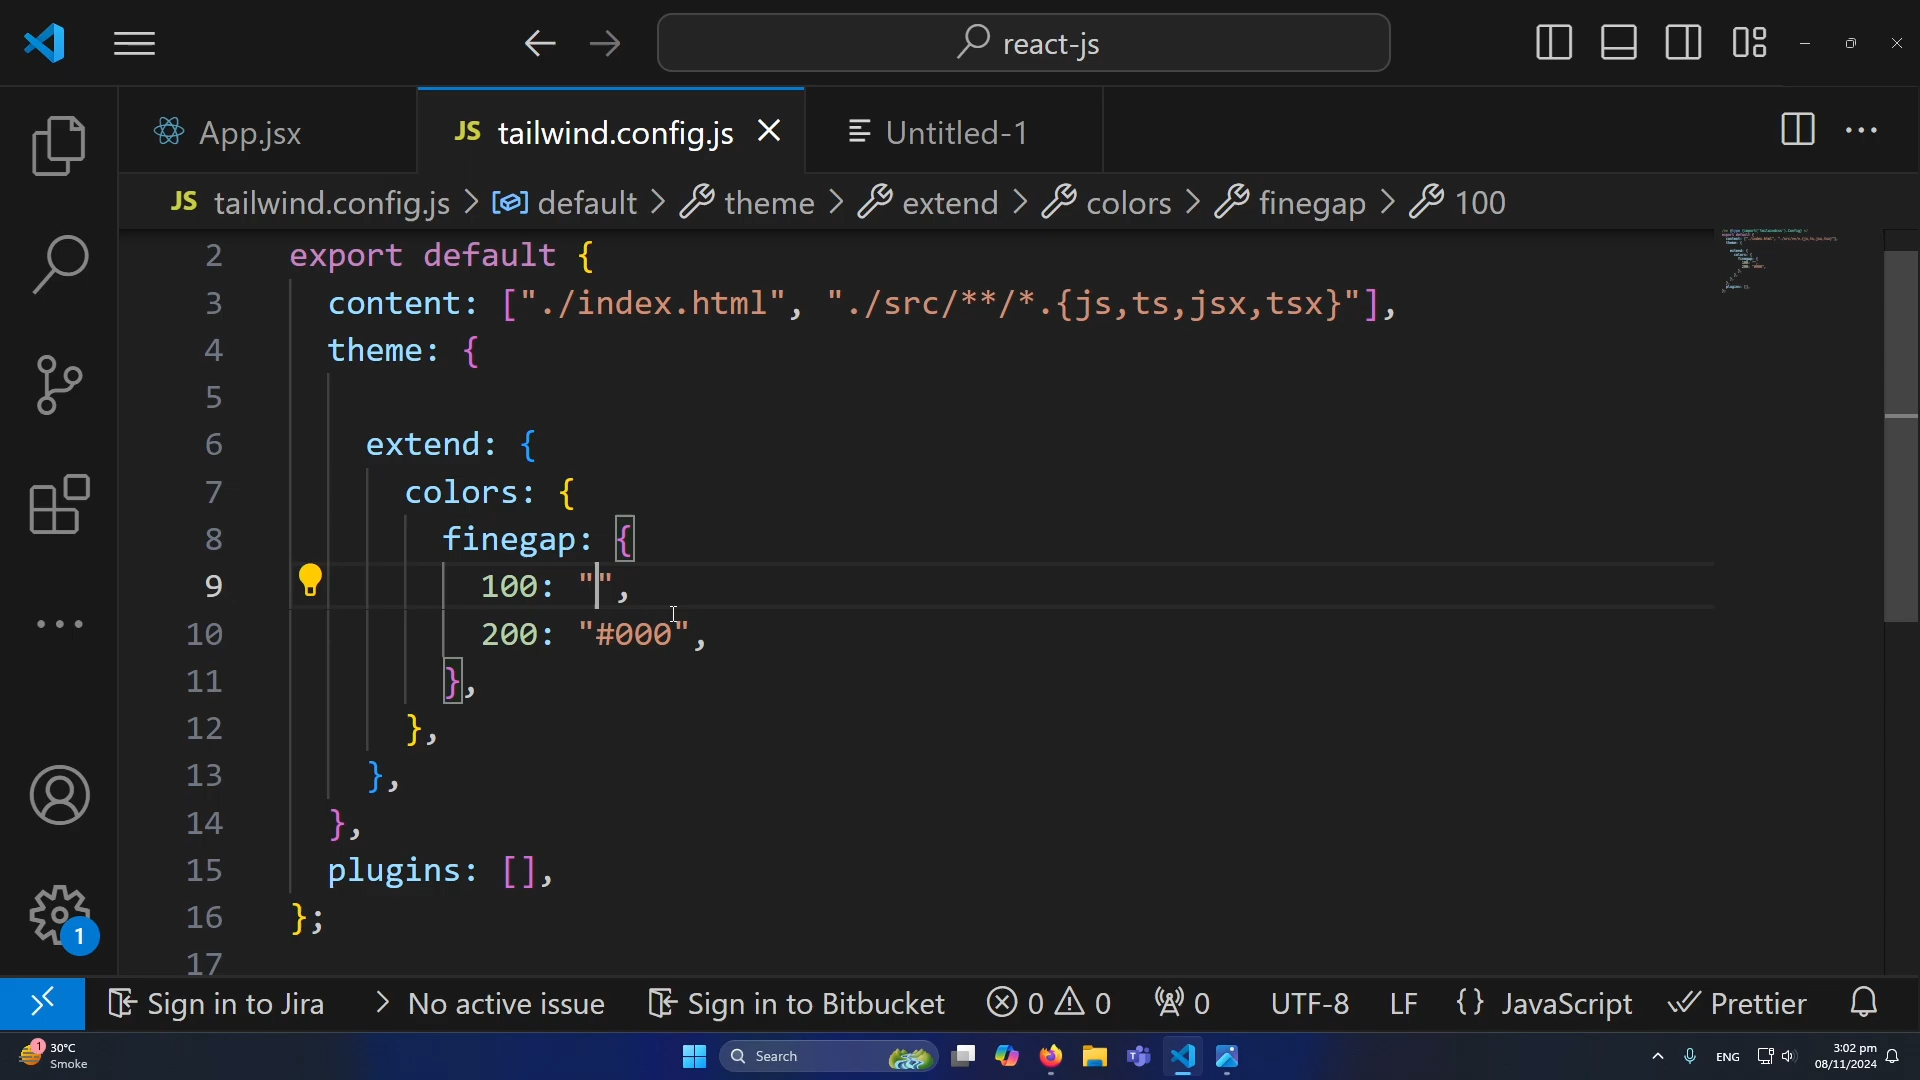 react-js
App.jsx
JS tailwind.config.js
Untitled-1
JS tailwind.config.js > default > theme > extend > colors > finegap > 100
2 export default {
3 content: ["./index.html", "./src/**/*.{js,ts,jsx,tsx}"],
4 theme: {
5
6 extend: {
7 colors: {
8 finegap: {
9 100: "",
10 200: "#000",
11 },
12 },
13 },
14 },
15 plugins: [],
16 };
17
1
Sign in to Jira > No active issue Sign in to Bitbucket 0 0 0 UTF-8 LF {} JavaScript Prettier
1
30°C
Smoke
Search
ENG
3:02 pm
08/11/2024